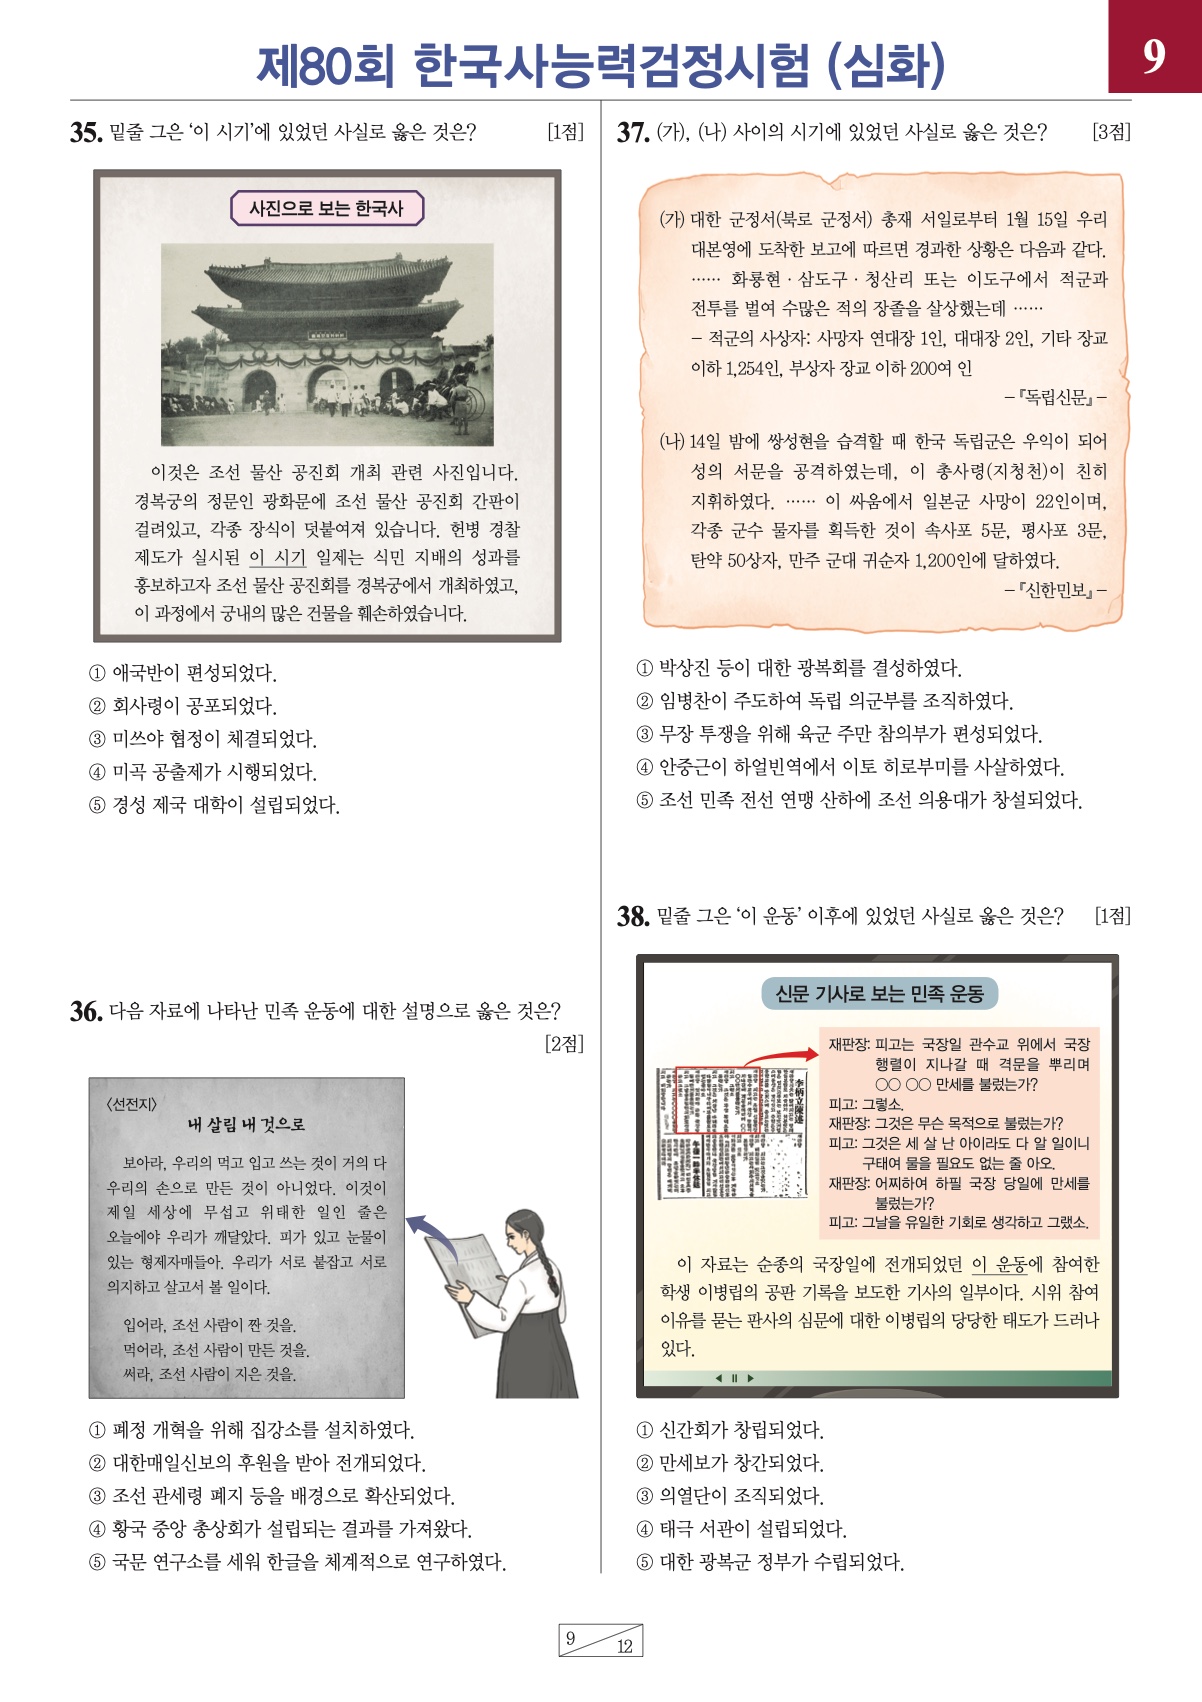 제80회 한국사능력검정시험 (심화)
9
35. 밑줄 그은 ‘이 시기’에 있었던 사실로 옳은 것은? [1점]
사진으로 보는 한국사
이것은 조선 물산 공진회 개최 관련 사진입니다.
경복궁의 정문인 광화문에 조선 물산 공진회 간판이
걸려있고, 각종 장식이 덧붙여져 있습니다. 헌병 경찰
제도가 실시된 이 시기 일제는 식민 지배의 성과를
홍보하고자 조선 물산 공진회를 경복궁에서 개최하였고,
이 과정에서 궁내의 많은 건물을 훼손하였습니다.
① 애국반이 편성되었다.
② 회사령이 공포되었다.
③ 미쓰야 협정이 체결되었다.
④ 미곡 공출제가 시행되었다.
⑤ 경성 제국 대학이 설립되었다.
36. 다음 자료에 나타난 민족 운동에 대한 설명으로 옳은 것은?
[2점]
〈선전지〉
내 살림 내 것으로
보아라, 우리의 먹고 입고 쓰는 것이 거의 다
우리의 손으로 만든 것이 아니었다. 이것이
제일 세상에 무섭고 위태한 일인 줄은
오늘에야 우리가 깨달았다. 피가 있고 눈물이
있는 형제자매들아. 우리가 서로 붙잡고 서로
의지하고 살고서 볼 일이다.
입어라, 조선 사람이 짠 것을.
먹어라, 조선 사람이 만든 것을.
써라, 조선 사람이 지은 것을.
① 폐정 개혁을 위해 집강소를 설치하였다.
② 대한매일신보의 후원을 받아 전개되었다.
③ 조선 관세령 폐지 등을 배경으로 확산되었다.
④ 황국 중앙 총상회가 설립되는 결과를 가져왔다.
⑤ 국문 연구소를 세워 한글을 체계적으로 연구하였다.
37. (가), (나) 사이의 시기에 있었던 사실로 옳은 것은? [3점]
(가) 대한 군정서(북로 군정서) 총재 서일로부터 1월 15일 우리
대본영에 도착한 보고에 따르면 경과한 상황은 다음과 같다.
…… 화룡현 · 삼도구 · 청산리 또는 이도구에서 적군과
전투를 벌여 수많은 적의 장졸을 살상했는데 ……
- 적군의 사상자: 사망자 연대장 1인, 대대장 2인, 기타 장교
이하 1,254인, 부상자 장교 이하 200여 인
-『독립신문』-
(나) 14일 밤에 쌍성현을 습격할 때 한국 독립군은 우익이 되어
성의 서문을 공격하였는데, 이 총사령(지청천)이 친히
지휘하였다. …… 이 싸움에서 일본군 사망이 22인이며,
각종 군수 물자를 획득한 것이 속사포 5문, 평사포 3문,
탄약 50상자, 만주 군대 귀순자 1,200인에 달하였다.
-『신한민보』-
① 박상진 등이 대한 광복회를 결성하였다.
② 임병찬이 주도하여 독립 의군부를 조직하였다.
③ 무장 투쟁을 위해 육군 주만 참의부가 편성되었다.
④ 안중근이 하얼빈역에서 이토 히로부미를 사살하였다.
⑤ 조선 민족 전선 연맹 산하에 조선 의용대가 창설되었다.
38. 밑줄 그은 ‘이 운동’ 이후에 있었던 사실로 옳은 것은? [1점]
신문 기사로 보는 민족 운동
재판장: 피고는 국장일 관수교 위에서 국장
행렬이 지나갈 때 격문을 뿌리며
○○ ○○ 만세를 불렀는가?
피고: 그렇소.
재판장: 그것은 무슨 목적으로 불렀는가?
피고: 그것은 세 살 난 아이라도 다 알 일이니
구태여 물을 필요도 없는 줄 아오.
재판장: 어찌하여 하필 국장 당일에 만세를
불렀는가?
피고: 그날을 유일한 기회로 생각하고 그랬소.
이 자료는 순종의 국장일에 전개되었던 이 운동에 참여한
학생 이병립의 공판 기록을 보도한 기사의 일부이다. 시위 참여
이유를 묻는 판사의 심문에 대한 이병립의 당당한 태도가 드러나
있다.
① 신간회가 창립되었다.
② 만세보가 창간되었다.
③ 의열단이 조직되었다.
④ 태극 서관이 설립되었다.
⑤ 대한 광복군 정부가 수립되었다.
9
12